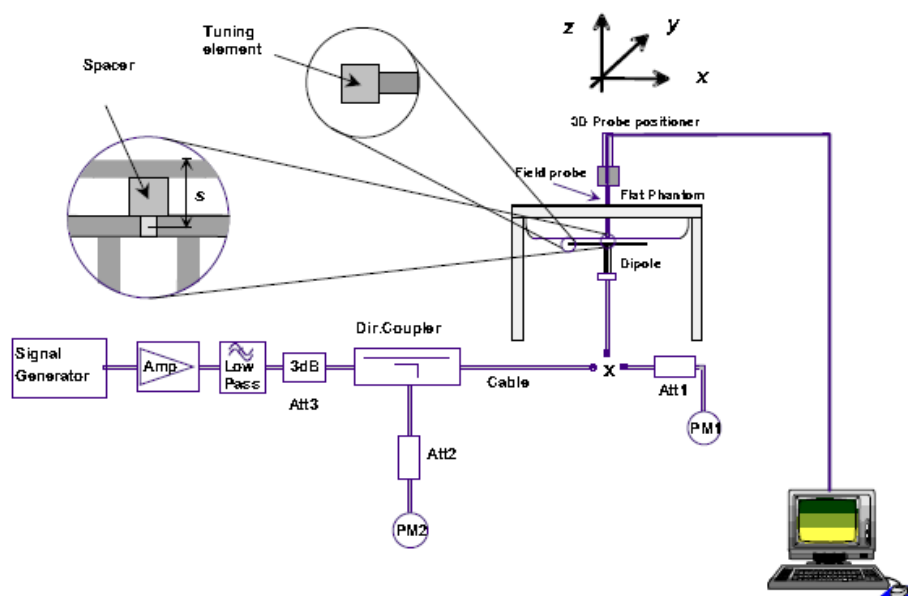 Tuning
element
Spacer
s
z
y
x
3D Probe positioner
Field probe
Flat Phantom
Dipole
Signal
Generator
Amp
Low
Pass
3dB
Att3
Dir.Coupler
Cable
x
Att1
PM1
Att2
PM2